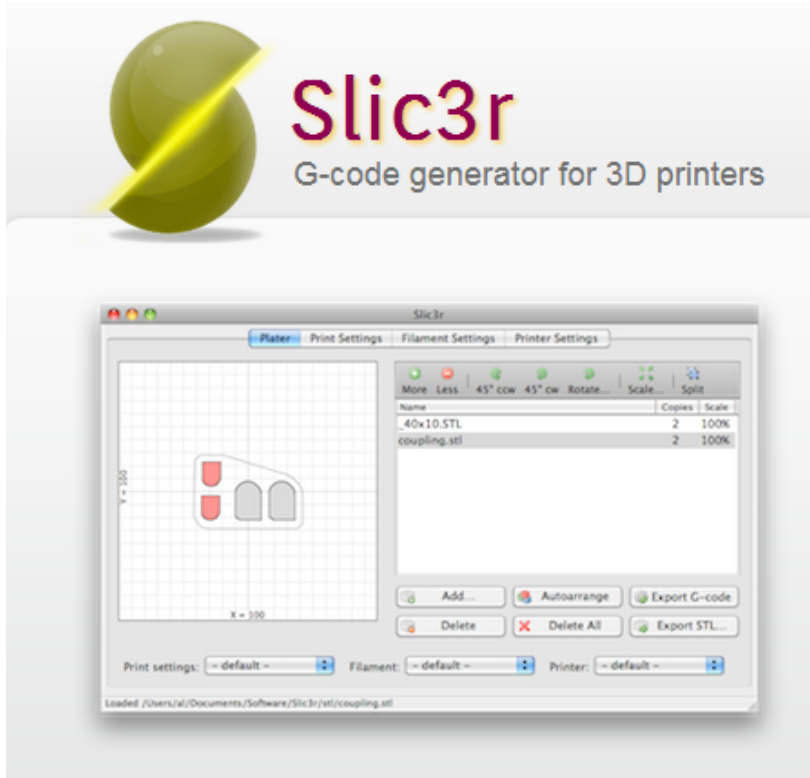 Slic3r
G-code generator for 3D printers
Slic3r
Plater Print Settings Filament Settings Printer Settings
More Less 45° ccw 45° cw Rotate... Scale... Split
Name Copies Scale
_40x10.STL 2 100%
coupling.stl 2 100%
Y = 100
X = 100
Add... Autoarrange Export G-code
Delete Delete All Export STL...
Print settings: - default - Filament: - default - Printer: - default -
Loaded /Users/al/Documents/Software/Slic3r/stl/coupling.stl